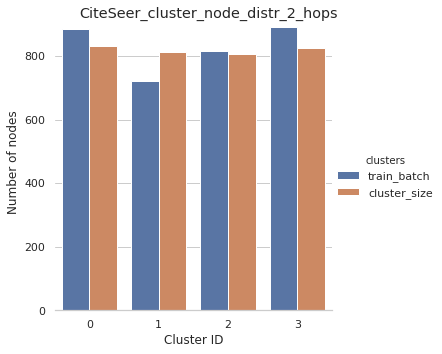 CiteSeer_cluster_node_distr_2_hops
Number of nodes
800
600
400
200
0
0 1 2 3
Cluster ID
clusters
train_batch
cluster_size